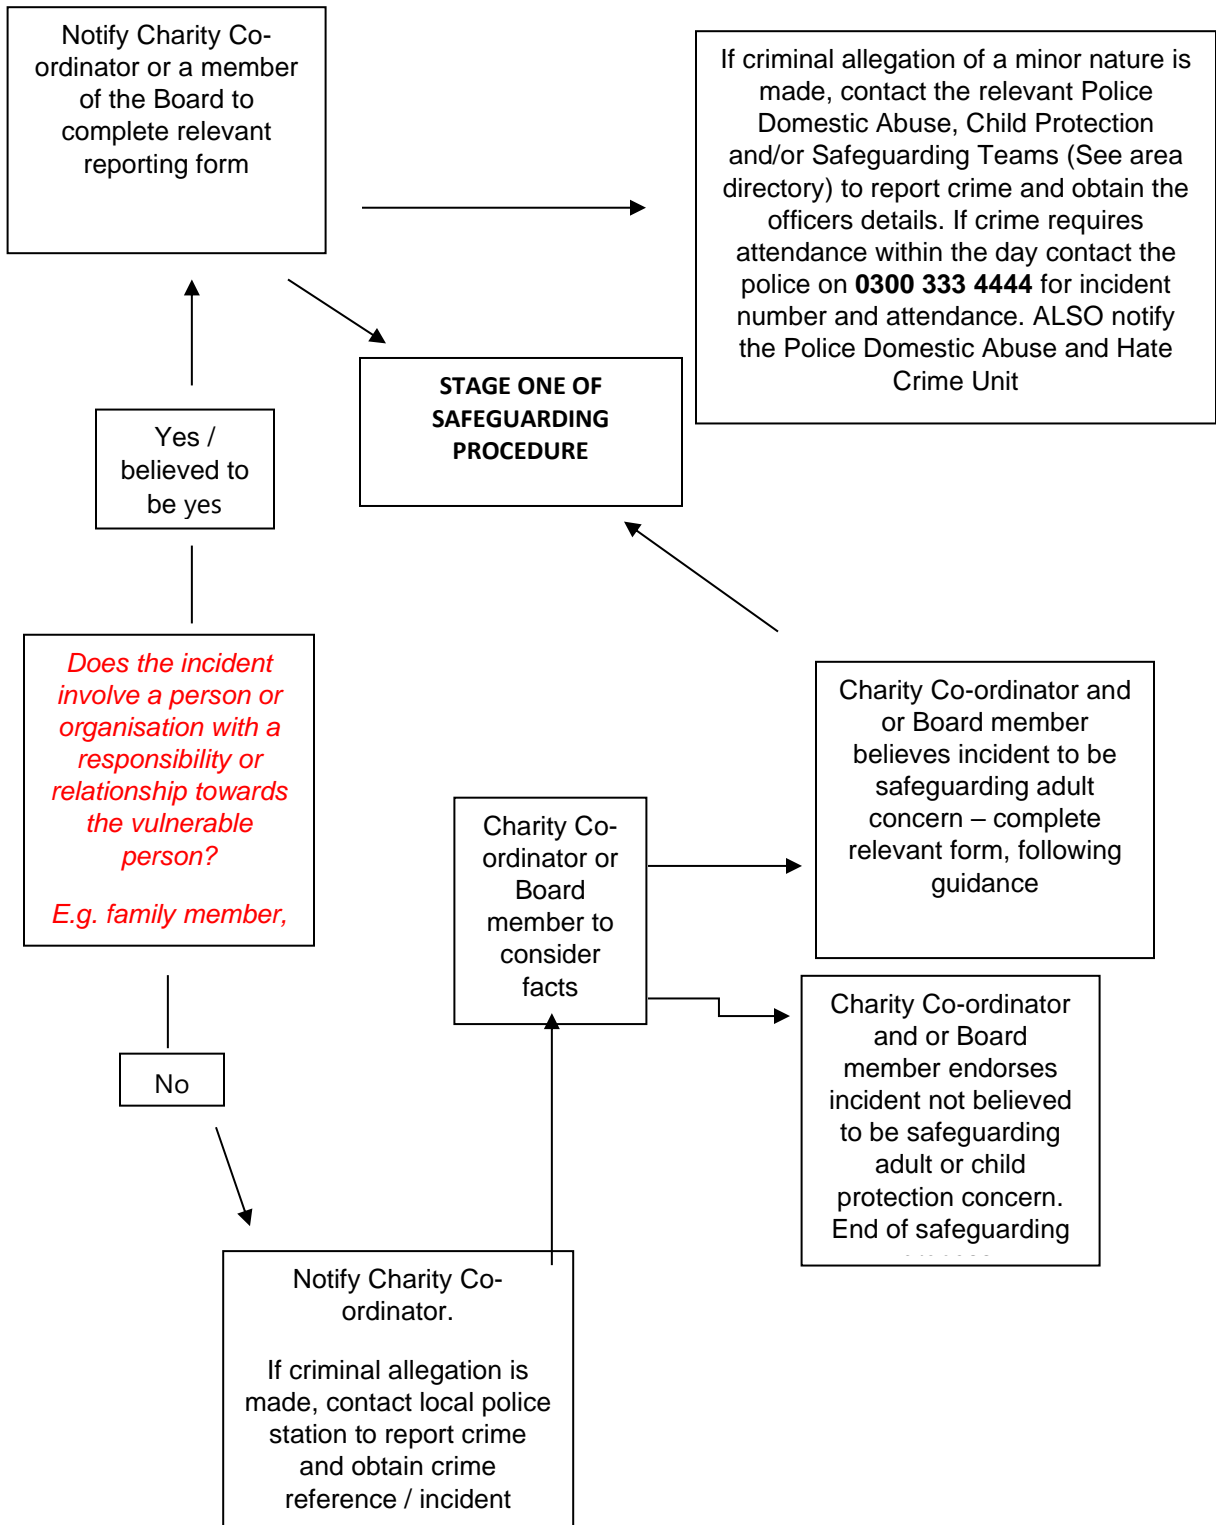 Notify Charity Co-
ordinator or a member
of the Board to
complete relevant
reporting form
If criminal allegation of a minor nature is
made, contact the relevant Police
Domestic Abuse, Child Protection
and/or Safeguarding Teams (See area
directory) to report crime and obtain the
officers details. If crime requires
attendance within the day contact the
police on 0300 333 4444 for incident
number and attendance. ALSO notify
the Police Domestic Abuse and Hate
Crime Unit
STAGE ONE OF
SAFEGUARDING
PROCEDURE
Yes /
believed to
be yes
Does the incident
involve a person or
organisation with a
responsibility or
relationship towards
the vulnerable
person?
E.g. family member,
Charity Co-ordinator and
or Board member
believes incident to be
safeguarding adult
concern – complete
relevant form, following
guidance
Charity Co-
ordinator or
Board
member to
consider
facts
Charity Co-ordinator
and or Board
member endorses
incident not believed
to be safeguarding
adult or child
protection concern.
End of safeguarding
No
Notify Charity Co-
ordinator.
If criminal allegation is
made, contact local police
station to report crime
and obtain crime
reference / incident